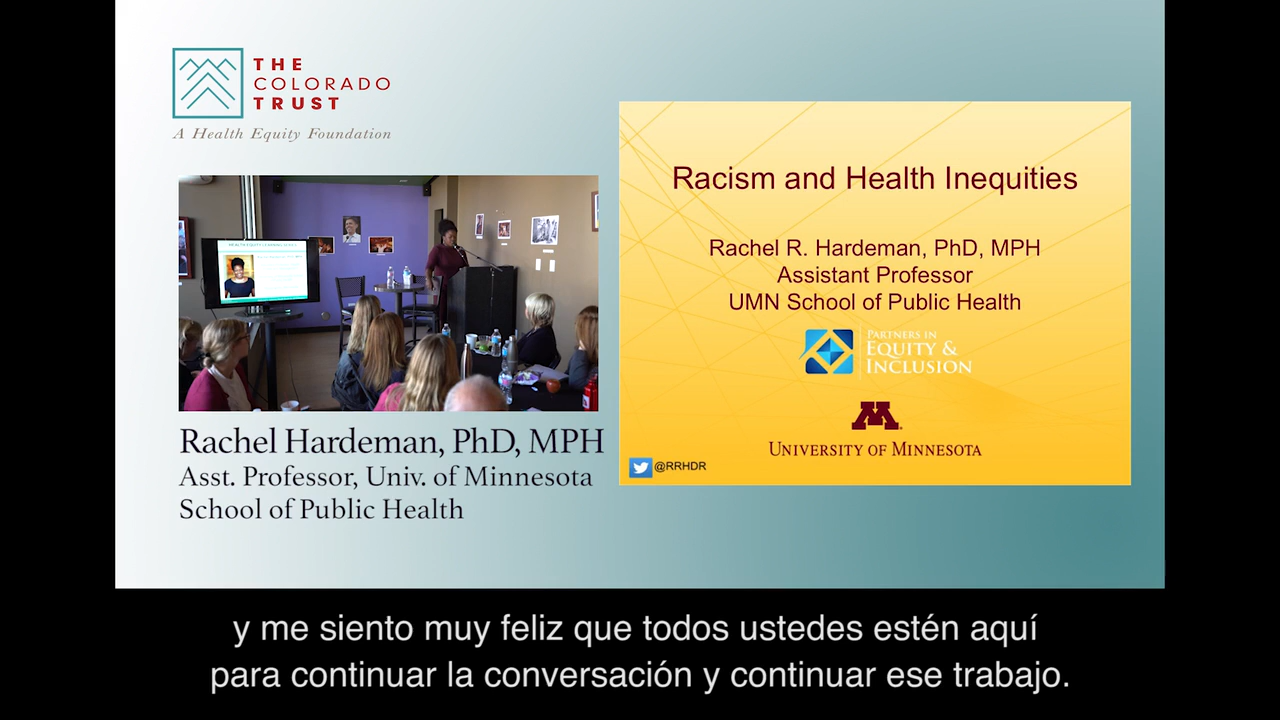 THE
COLORADO
TRUST
A Health Equity Foundation
Racism and Health Inequities
Rachel R. Hardeman, PhD, MPH
Assistant Professor
UMN School of Public Health
PARTNERS IN
EQUITY &
INCLUSION
M
UNIVERSITY OF MINNESOTA
@RRHDR
Rachel Hardeman, PhD, MPH
Asst. Professor, Univ. of Minnesota
School of Public Health
y me siento muy feliz que todos ustedes estén aquí
para continuar la conversación y continuar ese trabajo.